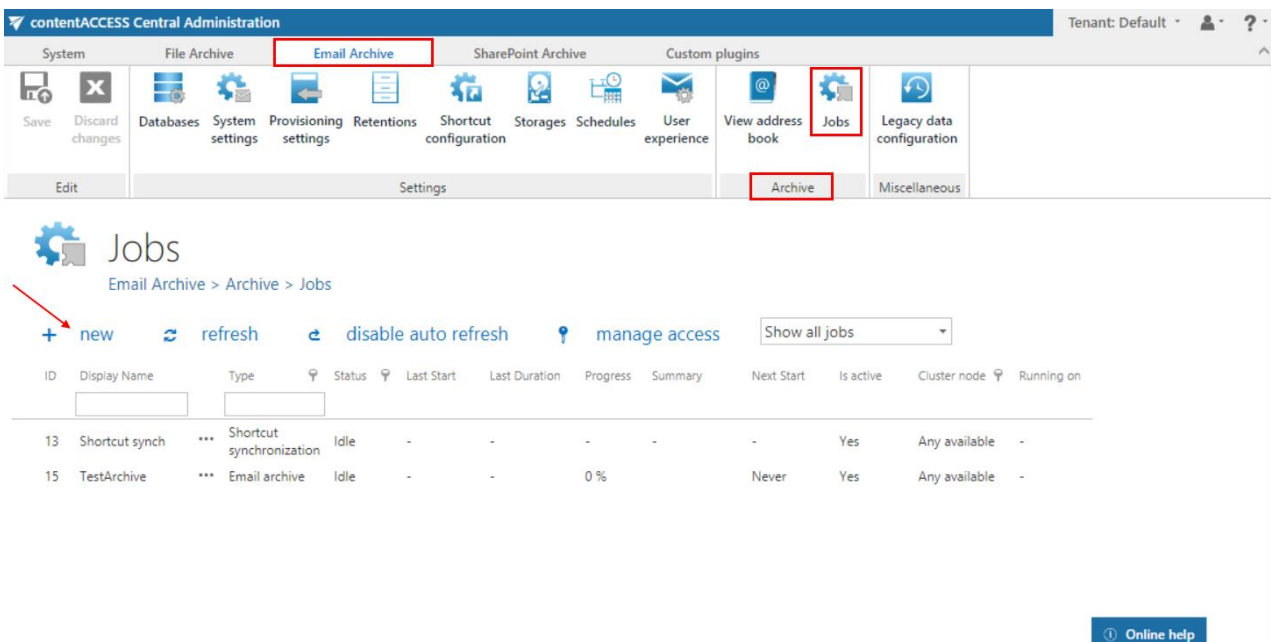 contentACCESS Central Administration
Tenant: Default
?
System
File Archive
Email Archive
SharePoint Archive
Custom plugins
Save
Discard changes
Databases
System settings
Provisioning settings
Retentions
Shortcut configuration
Storages
Schedules
User experience
View address book
Jobs
Legacy data configuration
Edit
Settings
Archive
Miscellaneous
Jobs
Email Archive > Archive > Jobs
+ new refresh disable auto refresh manage access Show all jobs
ID Display Name Type Status Last Start Last Duration Progress Summary Next Start Is active Cluster node Running on
13 Shortcut synch ••• Shortcut synchronization Idle - - - - - Yes Any available -
15 TestArchive ••• Email archive Idle - - 0 % Never Yes Any available -
Online help